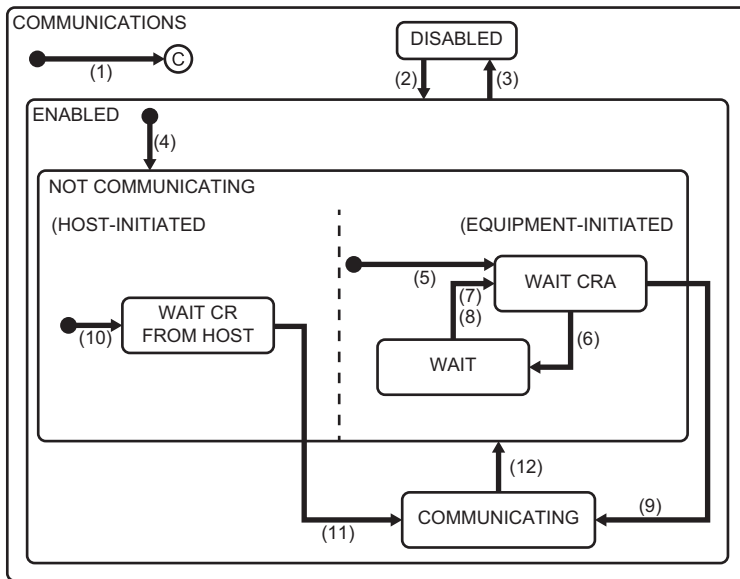 COMMUNICATIONS
DISABLED
C
(1)
(2)
(3)
ENABLED
(4)
NOT COMMUNICATING
(HOST-INITIATED
(EQUIPMENT-INITIATED
WAIT CRA
(5)
(7)
(8)
WAIT CR
FROM HOST
(10)
(6)
WAIT
(12)
COMMUNICATING
(9)
(11)